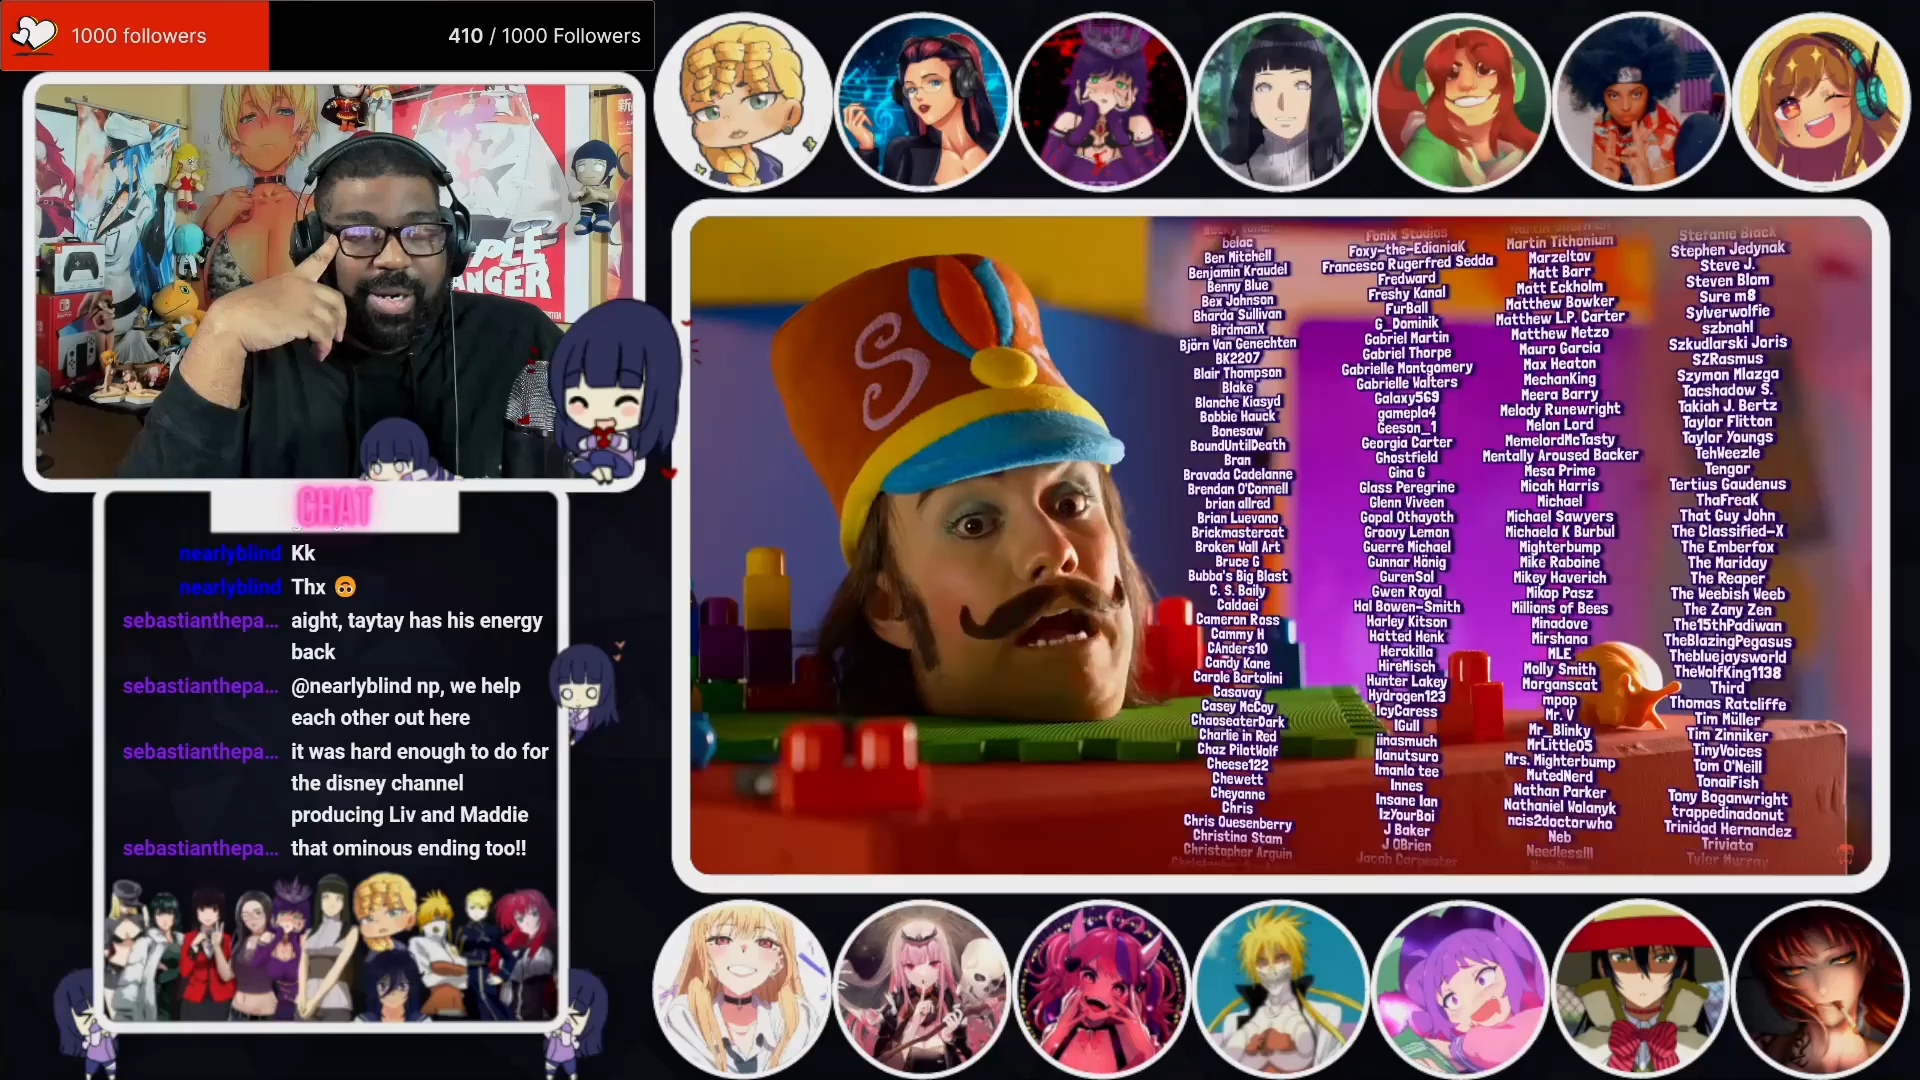 1000 followers
410 / 1000 Followers
CHAT
nearlyblind Kk
nearlyblind Thx
sebastianthepa... aight, taytay has his energy
back
sebastianthepa... @nearlyblind np, we help
each other out here
sebastianthepa... it was hard enough to do for
the disney channel
producing Liv and Maddie
sebastianthepa... that ominous ending too!!
S
belac
Ben Mitchell
Benjamin Kraudel
Benny Blue
Bex Johnson
Bharda Sullivan
BirdmanX
Björn Van Genechten
BK2207
Blair Thompson
Blake
Blanche Kiasyd
Bobbie Hauck
Bonesaw
BoundUntilDeath
Bran
Bravada Cadelanne
Brendan O'Connell
brian allred
Brian Luevano
Brickmastercat
Broken Wall Art
Bruce G
Bubba's Big Blast
C. S. Baily
Caldaei
Cameron Ross
Cammy H
CAnders10
Candy Kane
Carole Bartolini
Casavay
Casey McCoy
ChaoseaterDark
Charlie in Red
Chaz PilotWolf
Cheese122
Chewett
Cheyanne
Chris
Chris Quesenberry
Christina Stam
Christopher Arguin
Fonix Studios
Foxy-the-EdianiaK
Francesco Rugerfred Sedda
Fredward
Freshy Kanal
FurBall
G_Dominik
Gabriel Martin
Gabriel Thorpe
Gabrielle Montgomery
Gabrielle Walters
Galaxy569
gamepla4
Geeson_1
Georgia Carter
Ghostfield
Gina G
Glass Peregrine
Glenn Viveen
Gopal Othayoth
Groovy Lemon
Guerre Michael
Gunnar Hönig
GurenSol
Gwen Royal
Hal Bowen-Smith
Harley Kitson
Hatted Henk
Herakilla
HireMisch
Hunter Lakey
Hydrogen123
IcyCaress
IGull
iinasmuch
Ilanutsuro
Imanlo tee
Innes
Insane Ian
IzYourBoi
J Baker
J OBrien
Jacob Carpenter
Martin Tithonium
Marzeltov
Matt Barr
Matt Eckholm
Matthew Bowker
Matthew L.P. Carter
Matthew Metzo
Mauro Garcia
Max Heaton
MechanKing
Meera Barry
Melody Runewright
Melon Lord
MemelordMcTasty
Mentally Aroused Backer
Mesa Prime
Micah Harris
Michael
Michael Sawyers
Michaela K Burbul
Mighterbump
Mike Raboine
Mikey Haverich
Mikop Pasz
Millions of Bees
Minadove
Mirshana
MLE
Molly Smith
Morganscat
mpop
Mr. V
Mr_Blinky
MrLittle05
Mrs. Mighterbump
MutedNerd
Nathan Parker
Nathaniel Wolanyk
ncis2doctorwho
Neb
Needlesslll
Stefanie Black
Stephen Jedynak
Steve J.
Steven Blom
Sure m8
Sylverwolfie
szbnahl
Szkudlarski Joris
SZRasmus
Szymon Mlazga
Tacshadow S.
Takiah J. Bertz
Taylor Flitton
Taylor Youngs
TehWeezle
Tengor
Tertius Gaudenus
ThaFreaK
That Guy John
The Classified-X
The Emberfox
The Mariday
The Reaper
The Weebish Weeb
The Zany Zen
The15thPadiwan
TheBlazingPegasus
Thebluejaysworld
TheWolfKing1138
Third
Thomas Ratcliffe
Tim Müller
Tim Zinniker
TinyVoices
Tom O'Neill
TonaiFish
Tony Boganwright
trappedinadonut
Trinidad Hernandez
Triviata
Tyler Murray